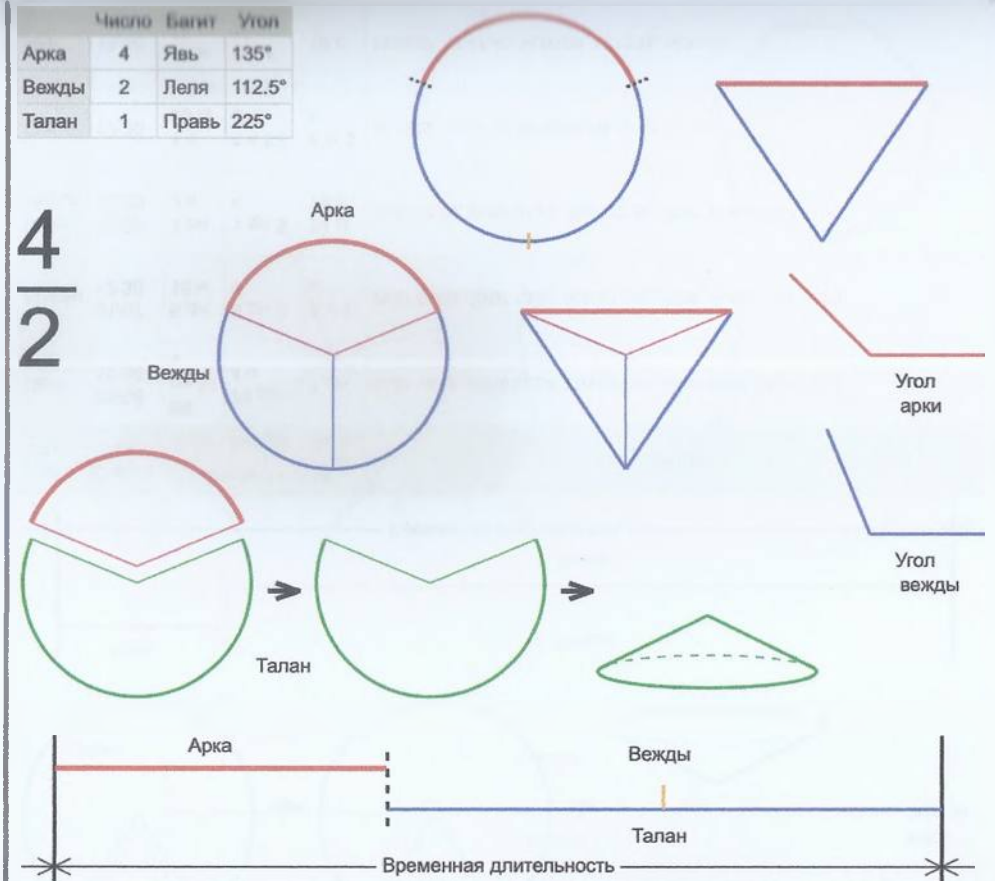 Число Багит Угол
Арка 4 Явь 135°
Вежды 2 Леля 112.5°
Талан 1 Правь 225°
4
2
Арка
Вежды
Угол
арки
Угол
вежды
Талан
Арка
Вежды
Талан
Временная длительность